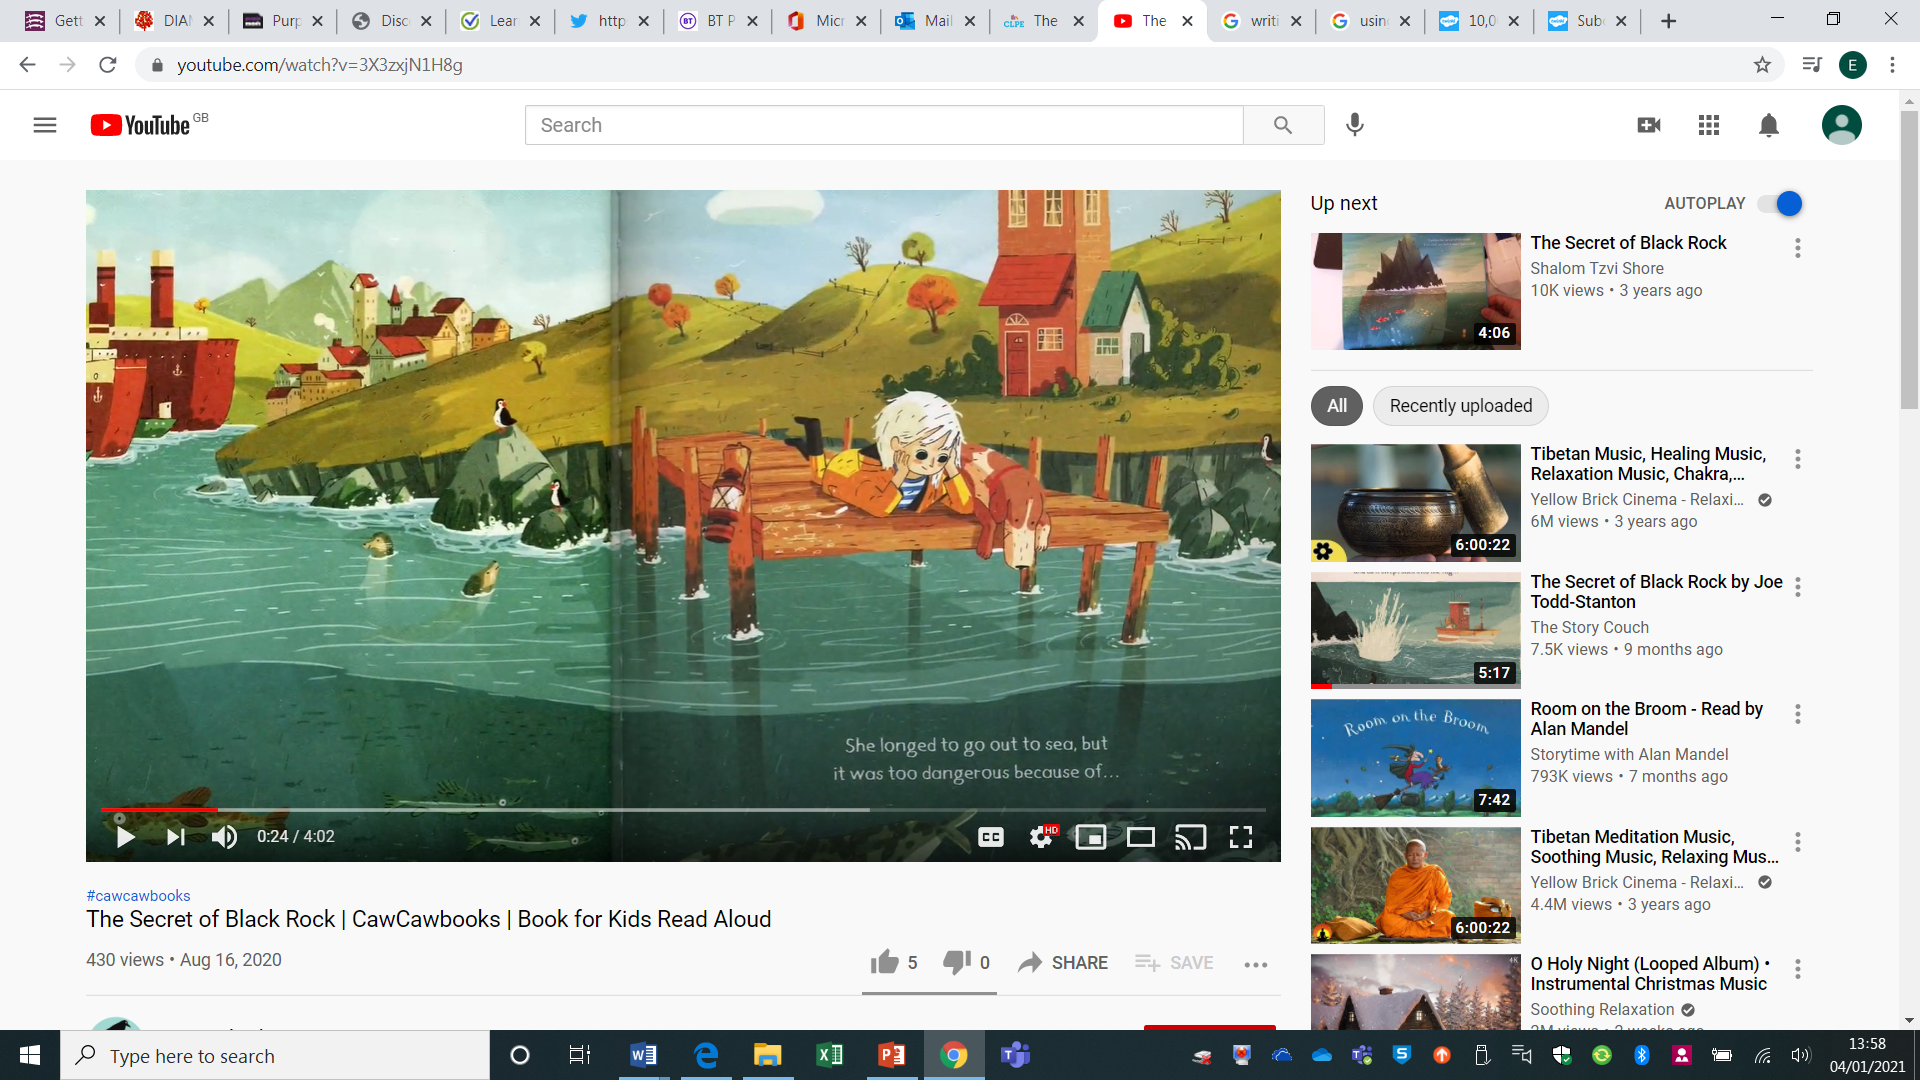 Gett
DIAN
Purp
Disc
Lear
http
BT P
Micr
Mail
The
The
writi
usin
10,0
Sub
youtube.com/watch?v=3X3zxjN1H8g
E
YouTube GB
Search
Up next
AUTOPLAY
The Secret of Black Rock
Shalom Tzvi Shore
10K views • 3 years ago
4:06
All
Recently uploaded
Tibetan Music, Healing Music,
Relaxation Music, Chakra,...
Yellow Brick Cinema - Relaxi...
6M views • 3 years ago
6:00:22
The Secret of Black Rock by Joe
Todd-Stanton
The Story Couch
7.5K views • 9 months ago
5:17
Room on the Broom
Room on the Broom - Read by
Alan Mandel
Storytime with Alan Mandel
793K views • 7 months ago
7:42
Tibetan Meditation Music,
Soothing Music, Relaxing Mus...
Yellow Brick Cinema - Relaxi...
4.4M views • 3 years ago
6:00:22
O Holy Night (Looped Album) •
Instrumental Christmas Music
Soothing Relaxation
She longed to go out to sea, but
it was too dangerous because of...
0:24 / 4:02
CC
HD
#cawcawbooks
The Secret of Black Rock | CawCawbooks | Book for Kids Read Aloud
430 views • Aug 16, 2020
5
0
SHARE
SAVE
Type here to search
13:58
04/01/2021